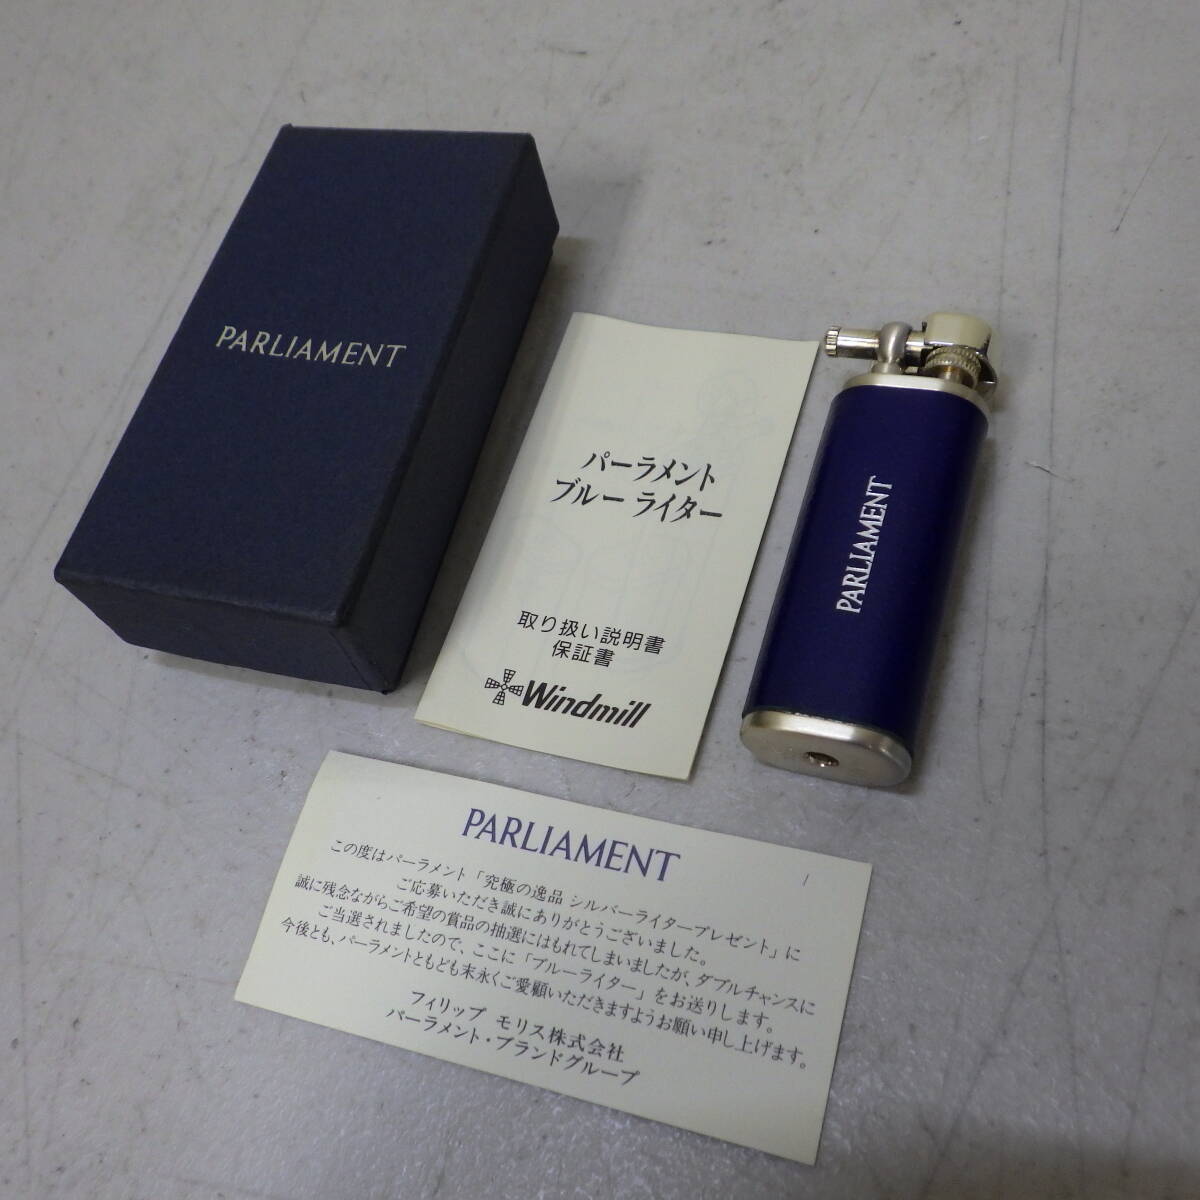 PARLIAMENT
パーラメント
ブルー ライター
取り扱い説明書
保証書
Windmill
PARLIAMENT
PARLIAMENT
この度はパーラメント「究極の逸品 シルバーライタープレゼント」に
ご応募いただき誠にありがとうございました。
誠に残念ながらご希望の賞品の抽選にはもれてしまいましたが、ダブルチャンスに
ご当選されましたので、ここに「ブルーライター」をお送りします。
今後とも、パーラメントともども末永くご愛顧いただきますようお願い申し上げます。
フィリップ モリス株式会社
パーラメント・ブランドグループ